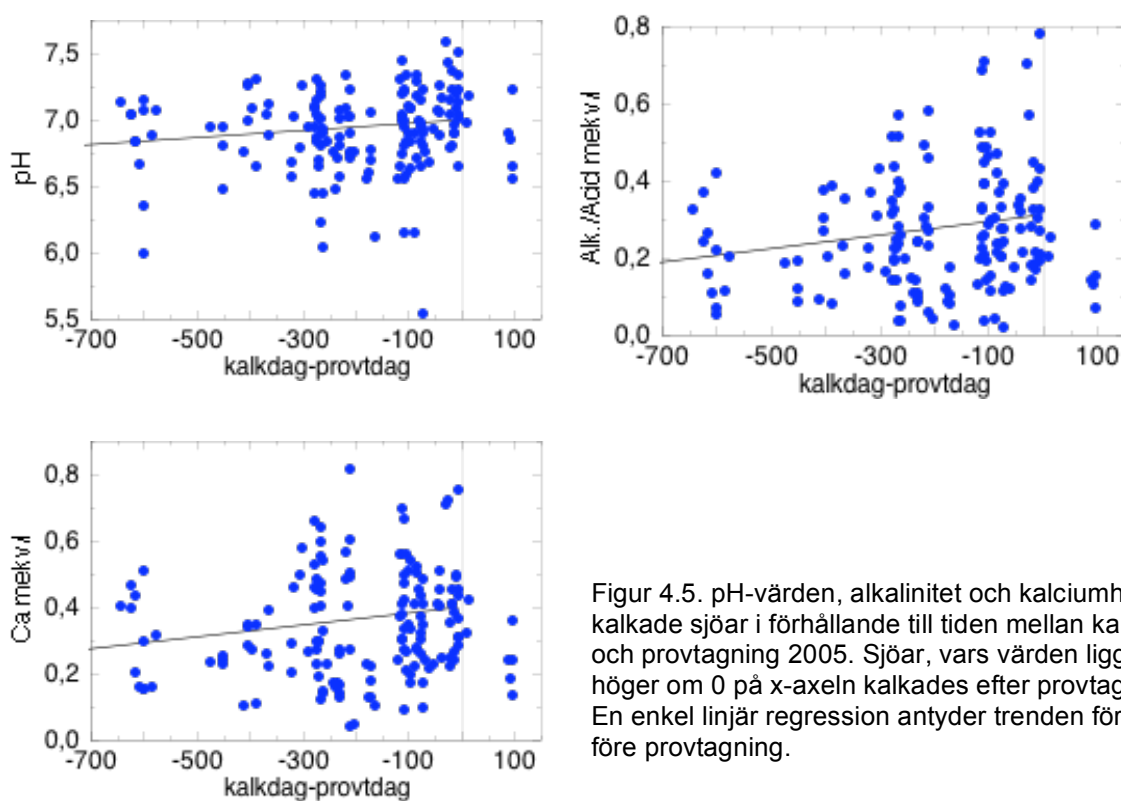 7,5
7,0
6,5
6,0
5,5
pH
-700 -500 -300 -100 100
kalkdag-provtdag
0,8
0,6
0,4
0,2
0,0
Alk./Acid mekv/l
-700 -500 -300 -100 100
kalkdag-provtdag
0,8
0,6
0,4
0,2
0,0
Ca mekv/l
-700 -500 -300 -100 100
kalkdag-provtdag
Figur 4.5. pH-värden, alkalinitet och kalciumh
kalkade sjöar i förhållande till tiden mellan ka
och provtagning 2005. Sjöar, vars värden ligg
höger om 0 på x-axeln kalkades efter provtag
En enkel linjär regression antyder trenden för
före provtagning.